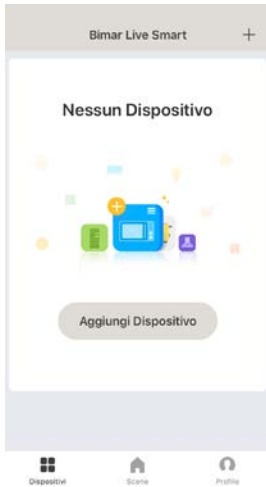 Bimar Live Smart +
Nessun Dispositivo
Aggiungi Dispositivo
Dispositivi Scene Profilo